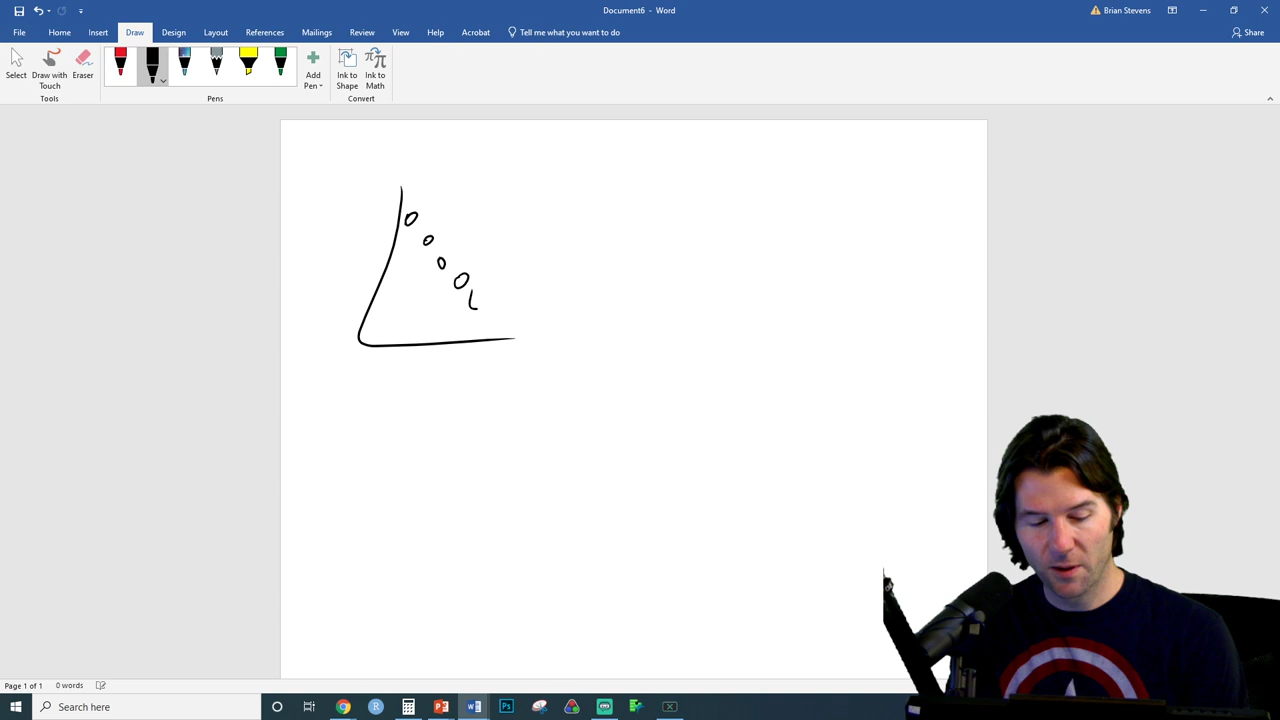 Document6 - Word
Brian Stevens
File Home Insert Draw Design Layout References Mailings Review View Help Acrobat Tell me what you want to do Share
Select
Draw with Touch
Eraser
Add Pen
Ink to Shape
Ink to Math
Tools Pens Convert
Page 1 of 1 0 words
Search here